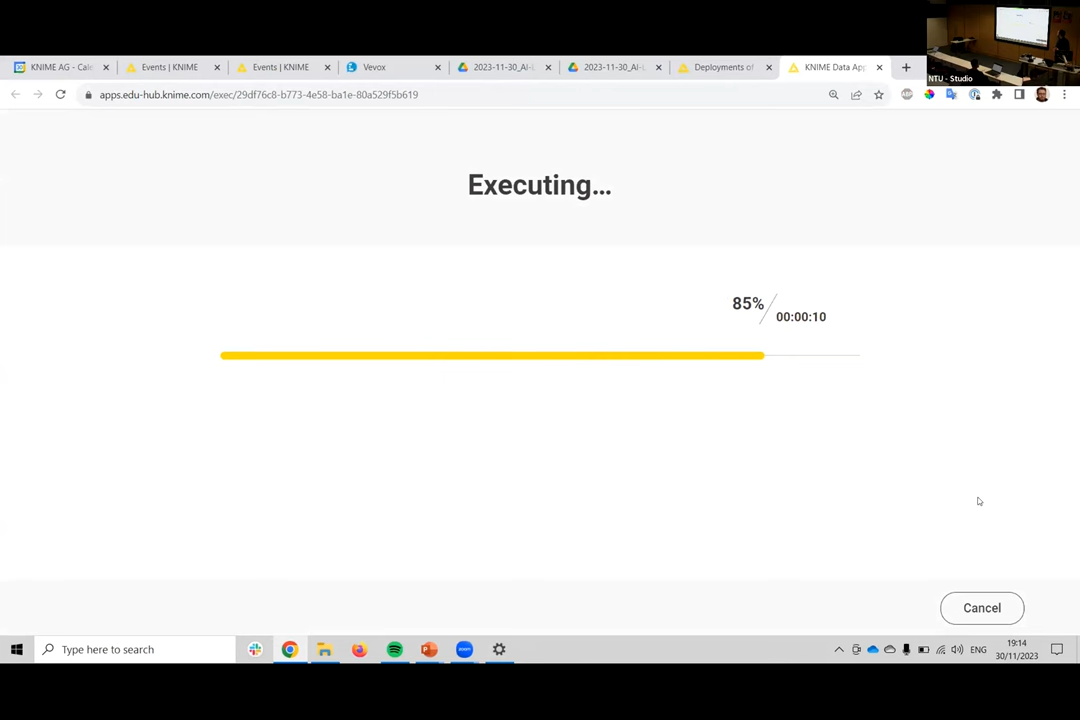 KNIME AG - Cale
Events | KNIME
Events | KNIME
Vevox
2023-11-30_AI-L
2023-11-30_AI-L
Deployments of
KNIME Data App
apps.edu-hub.knime.com/exec/29df76c8-b773-4e58-ba1e-80a529f5b619
NTU - Studio
Executing...
85%
00:00:10
Cancel
Type here to search
zoom
ENG
19:14
30/11/2023